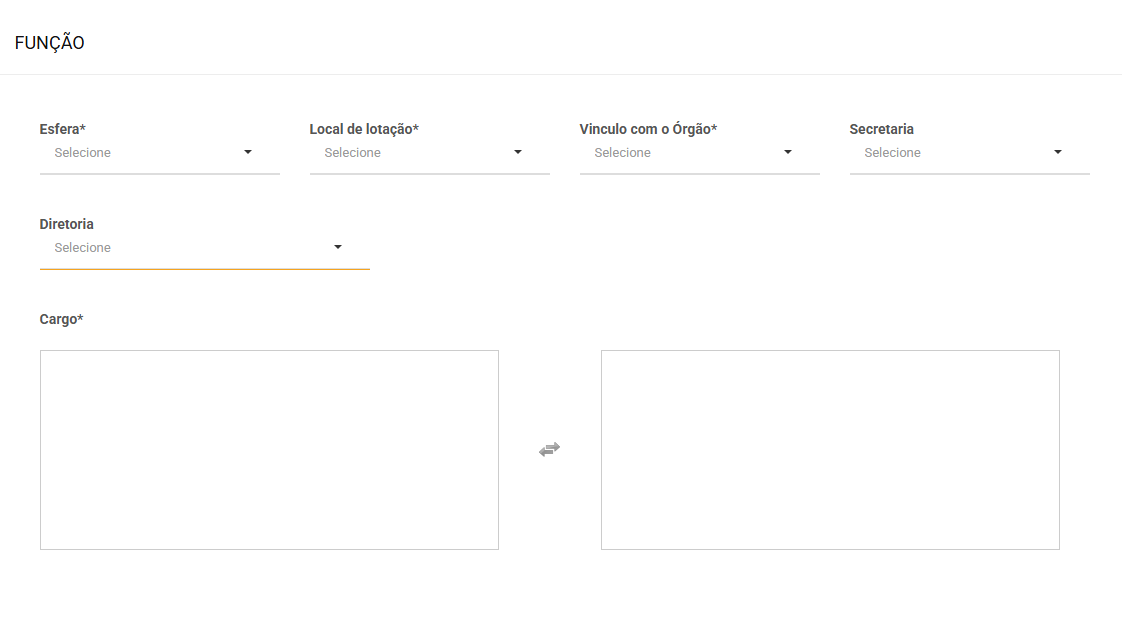 FUNÇÃO
Esfera* Local de lotação* Vinculo com o Órgão* Secretaria
Selecione Selecione Selecione Selecione
Diretoria
Selecione
Cargo*